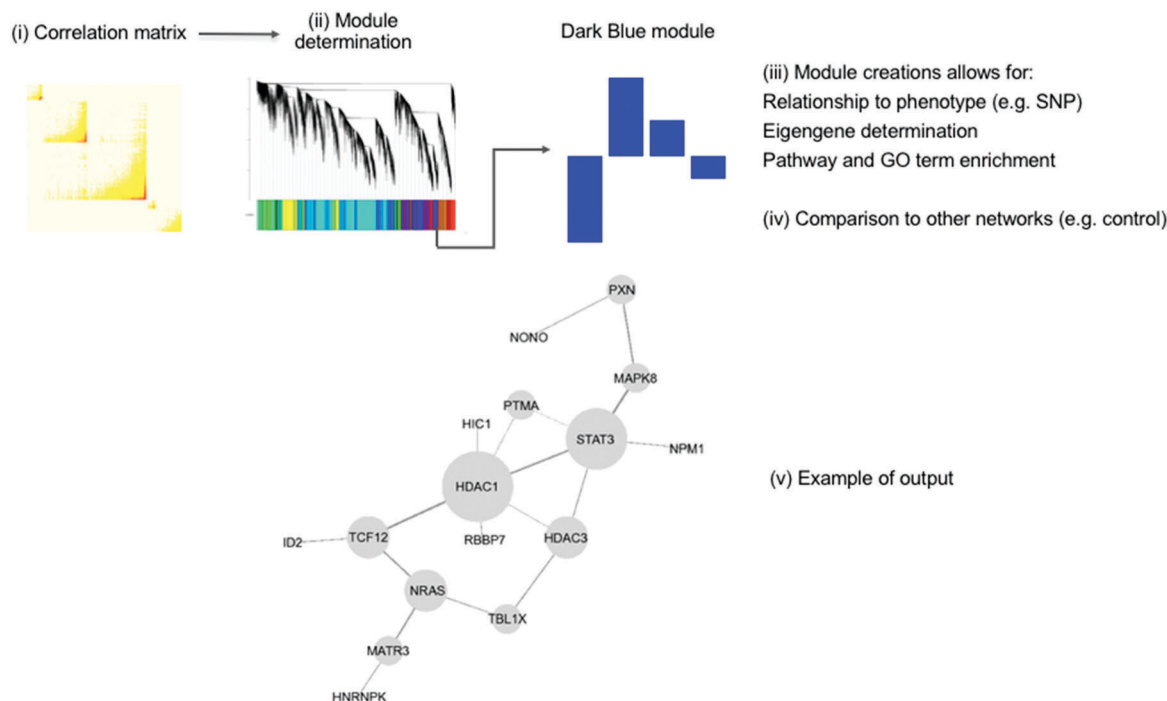 (i) Correlation matrix
(ii) Module
determination
Dark Blue module
(iii) Module creations allows for:
Relationship to phenotype (e.g. SNP)
Eigengene determination
Pathway and GO term enrichment
(iv) Comparison to other networks (e.g. control)
PXN
NONO
MAPK8
PTMA
HIC1
STAT3
NPM1
HDAC1
(v) Example of output
TCF12
ID2
RBBP7
HDAC3
NRAS
TBL1X
MATR3
HNRNPK